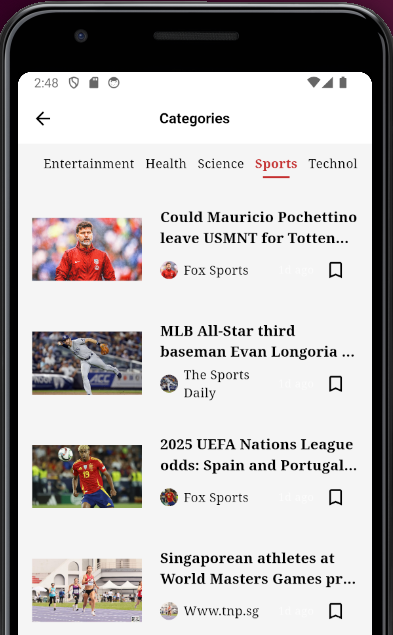 2:48
Categories
Entertainment Health Science Sports Technol
Could Mauricio Pochettino
leave USMNT for Totten...
Fox Sports
MLB All-Star third
baseman Evan Longoria ...
The Sports
Daily
2025 UEFA Nations League
odds: Spain and Portugal...
19
Fox Sports
Singaporean athletes at
World Masters Games pr...
Www.tnp.sg